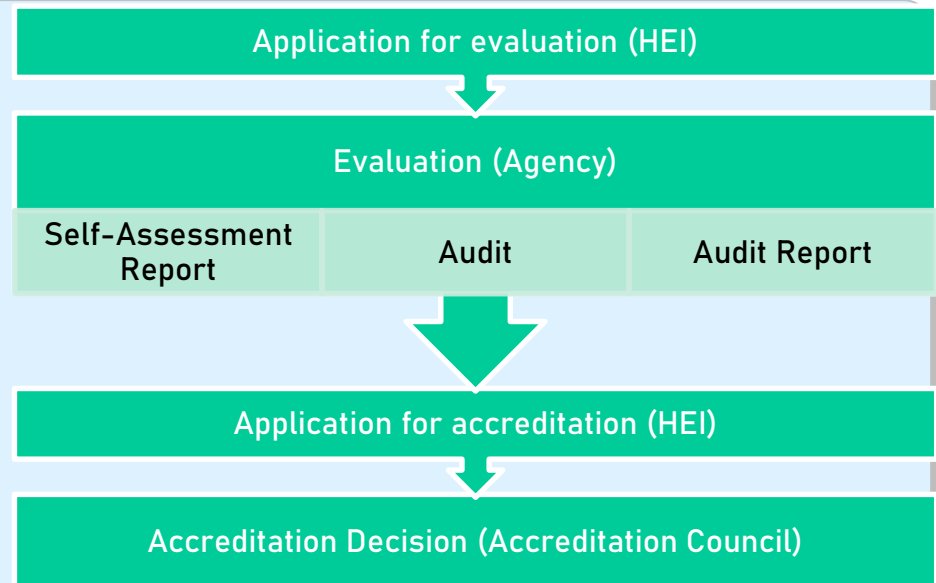 Application for evaluation (HEI)
Evaluation (Agency)
Self-Assessment
Report
Audit
Audit Report
Application for accreditation (HEI)
Accreditation Decision (Accreditation Council)